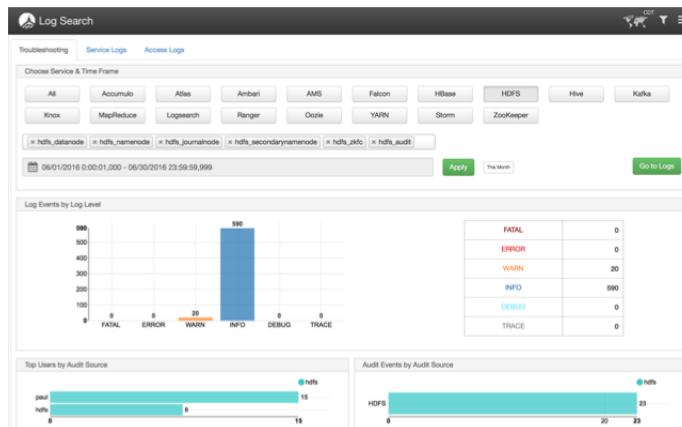 Log Search
CDT
Troubleshooting Service Logs Access Logs
Choose Service & Time Frame
All Accumulo Atlas Ambari AMS Falcon HBase HDFS Hive Kafka
Knox MapReduce Logsearch Ranger Oozie YARN Storm ZooKeeper
× hdfs_datanode × hdfs_namenode × hdfs_journalnode × hdfs_secondarynamenode × hdfs_zkfc × hdfs_audit
06/01/2016 0:00:01,000 - 06/30/2016 23:59:59,999 Apply This Month Go to Logs
Log Events by Log Level
590
500
400
300
200
100
0
0 0 20 590 0 0
FATAL ERROR WARN INFO DEBUG TRACE
FATAL 0
ERROR 0
WARN 20
INFO 590
DEBUG 0
TRACE 0
Top Users by Audit Source
hdfs
paul 15
hdfs 8
0 15
Audit Events by Audit Source
hdfs
HDFS 23
0 20 23